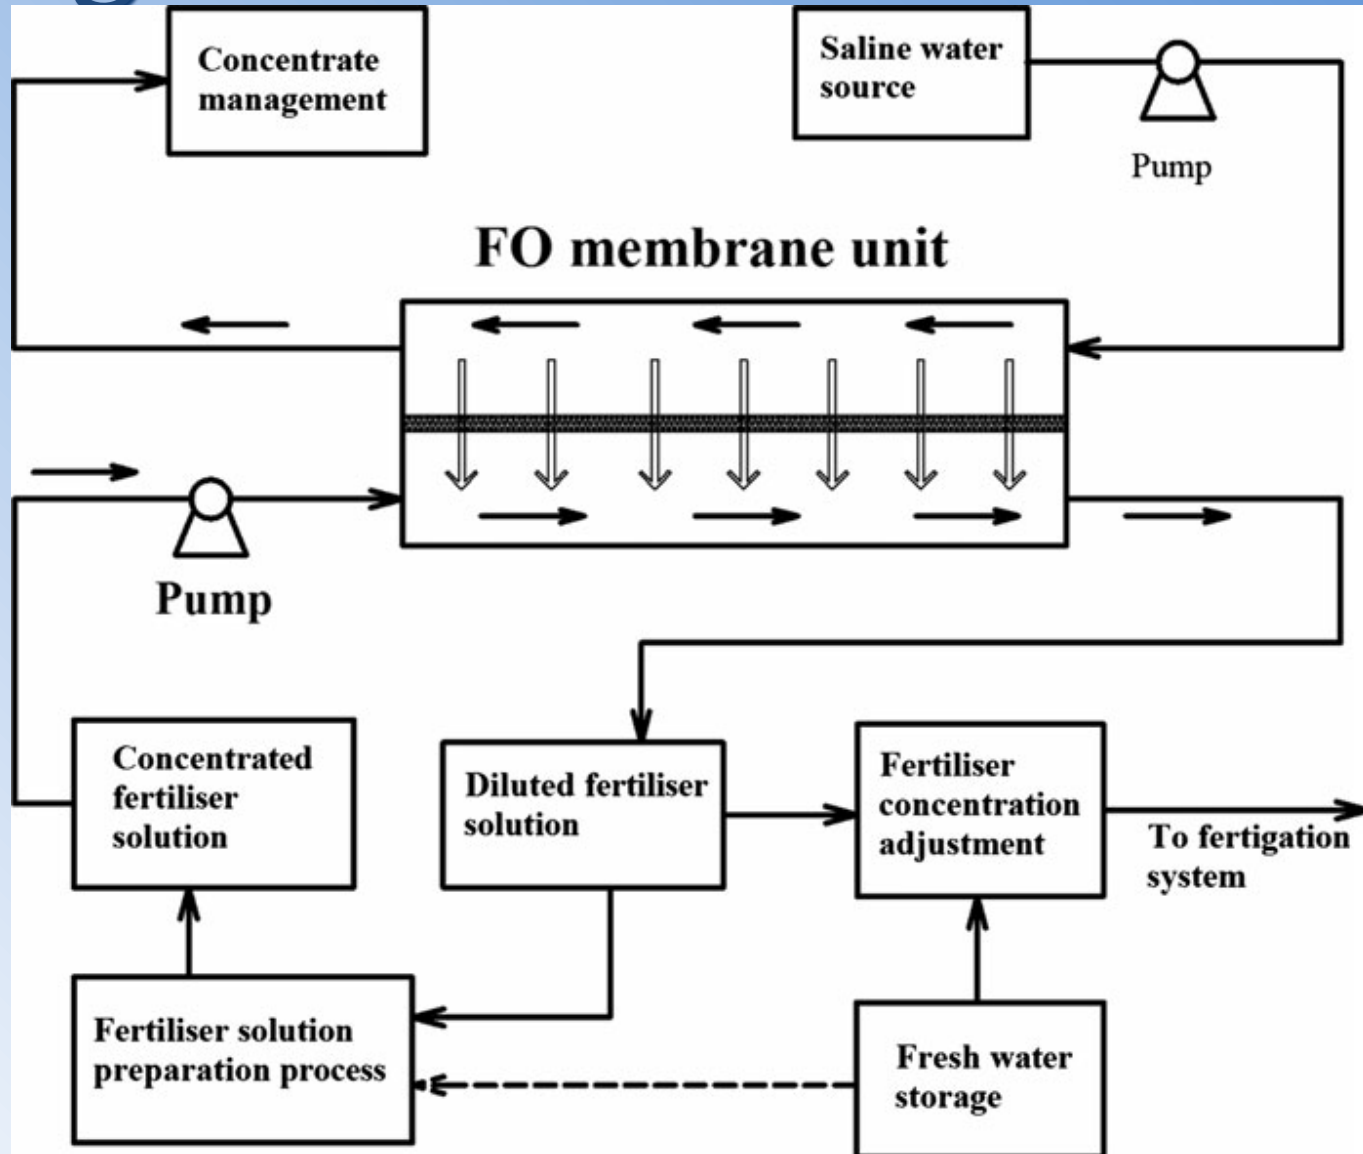 Concentrate
management
Saline water
source
Pump
FO membrane unit
Pump
Concentrated
fertiliser
solution
Diluted fertiliser
solution
Fertiliser
concentration
adjustment
To fertigation
system
Fertiliser solution
preparation process
Fresh water
storage